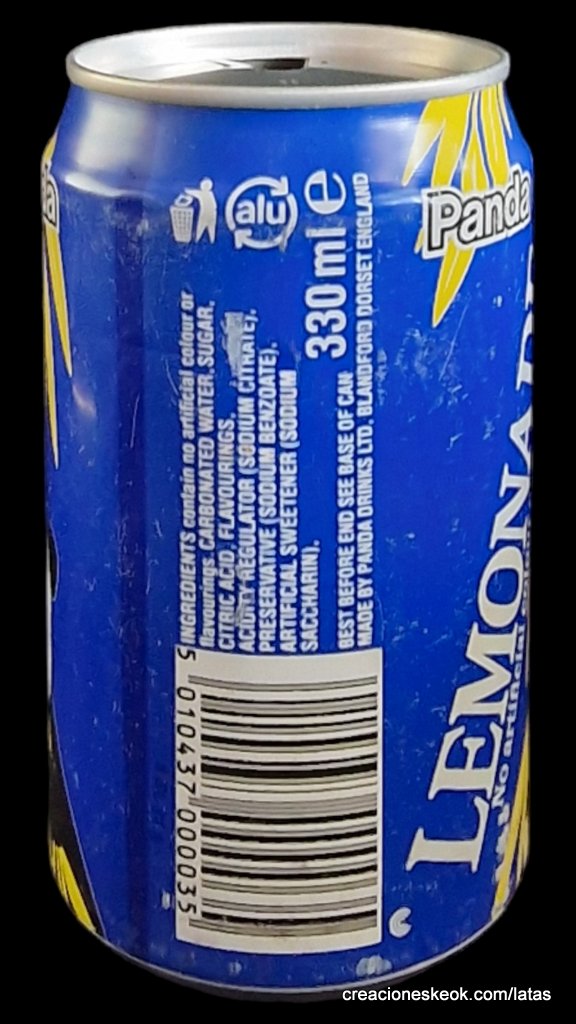 INGREDIENTS contain no artificial colour or
flavourings. CARBONATED WATER, SUGAR,
CITRIC ACID, FLAVOURINGS,
ACIDITY REGULATOR (SODIUM CITRATE),
PRESERVATIVE (SODIUM BENZOATE),
ARTIFICIAL SWEETENER (SODIUM
SACCHARIN).
330 ml e
BEST BEFORE END SEE BASE OF CAN
MADE BY PANDA DRINKS LTD. BLANDFORD DORSET ENGLAND
alu
5 010437 000035
Panda
LEMONADE
No artificial
creacioneskeok.com/latas